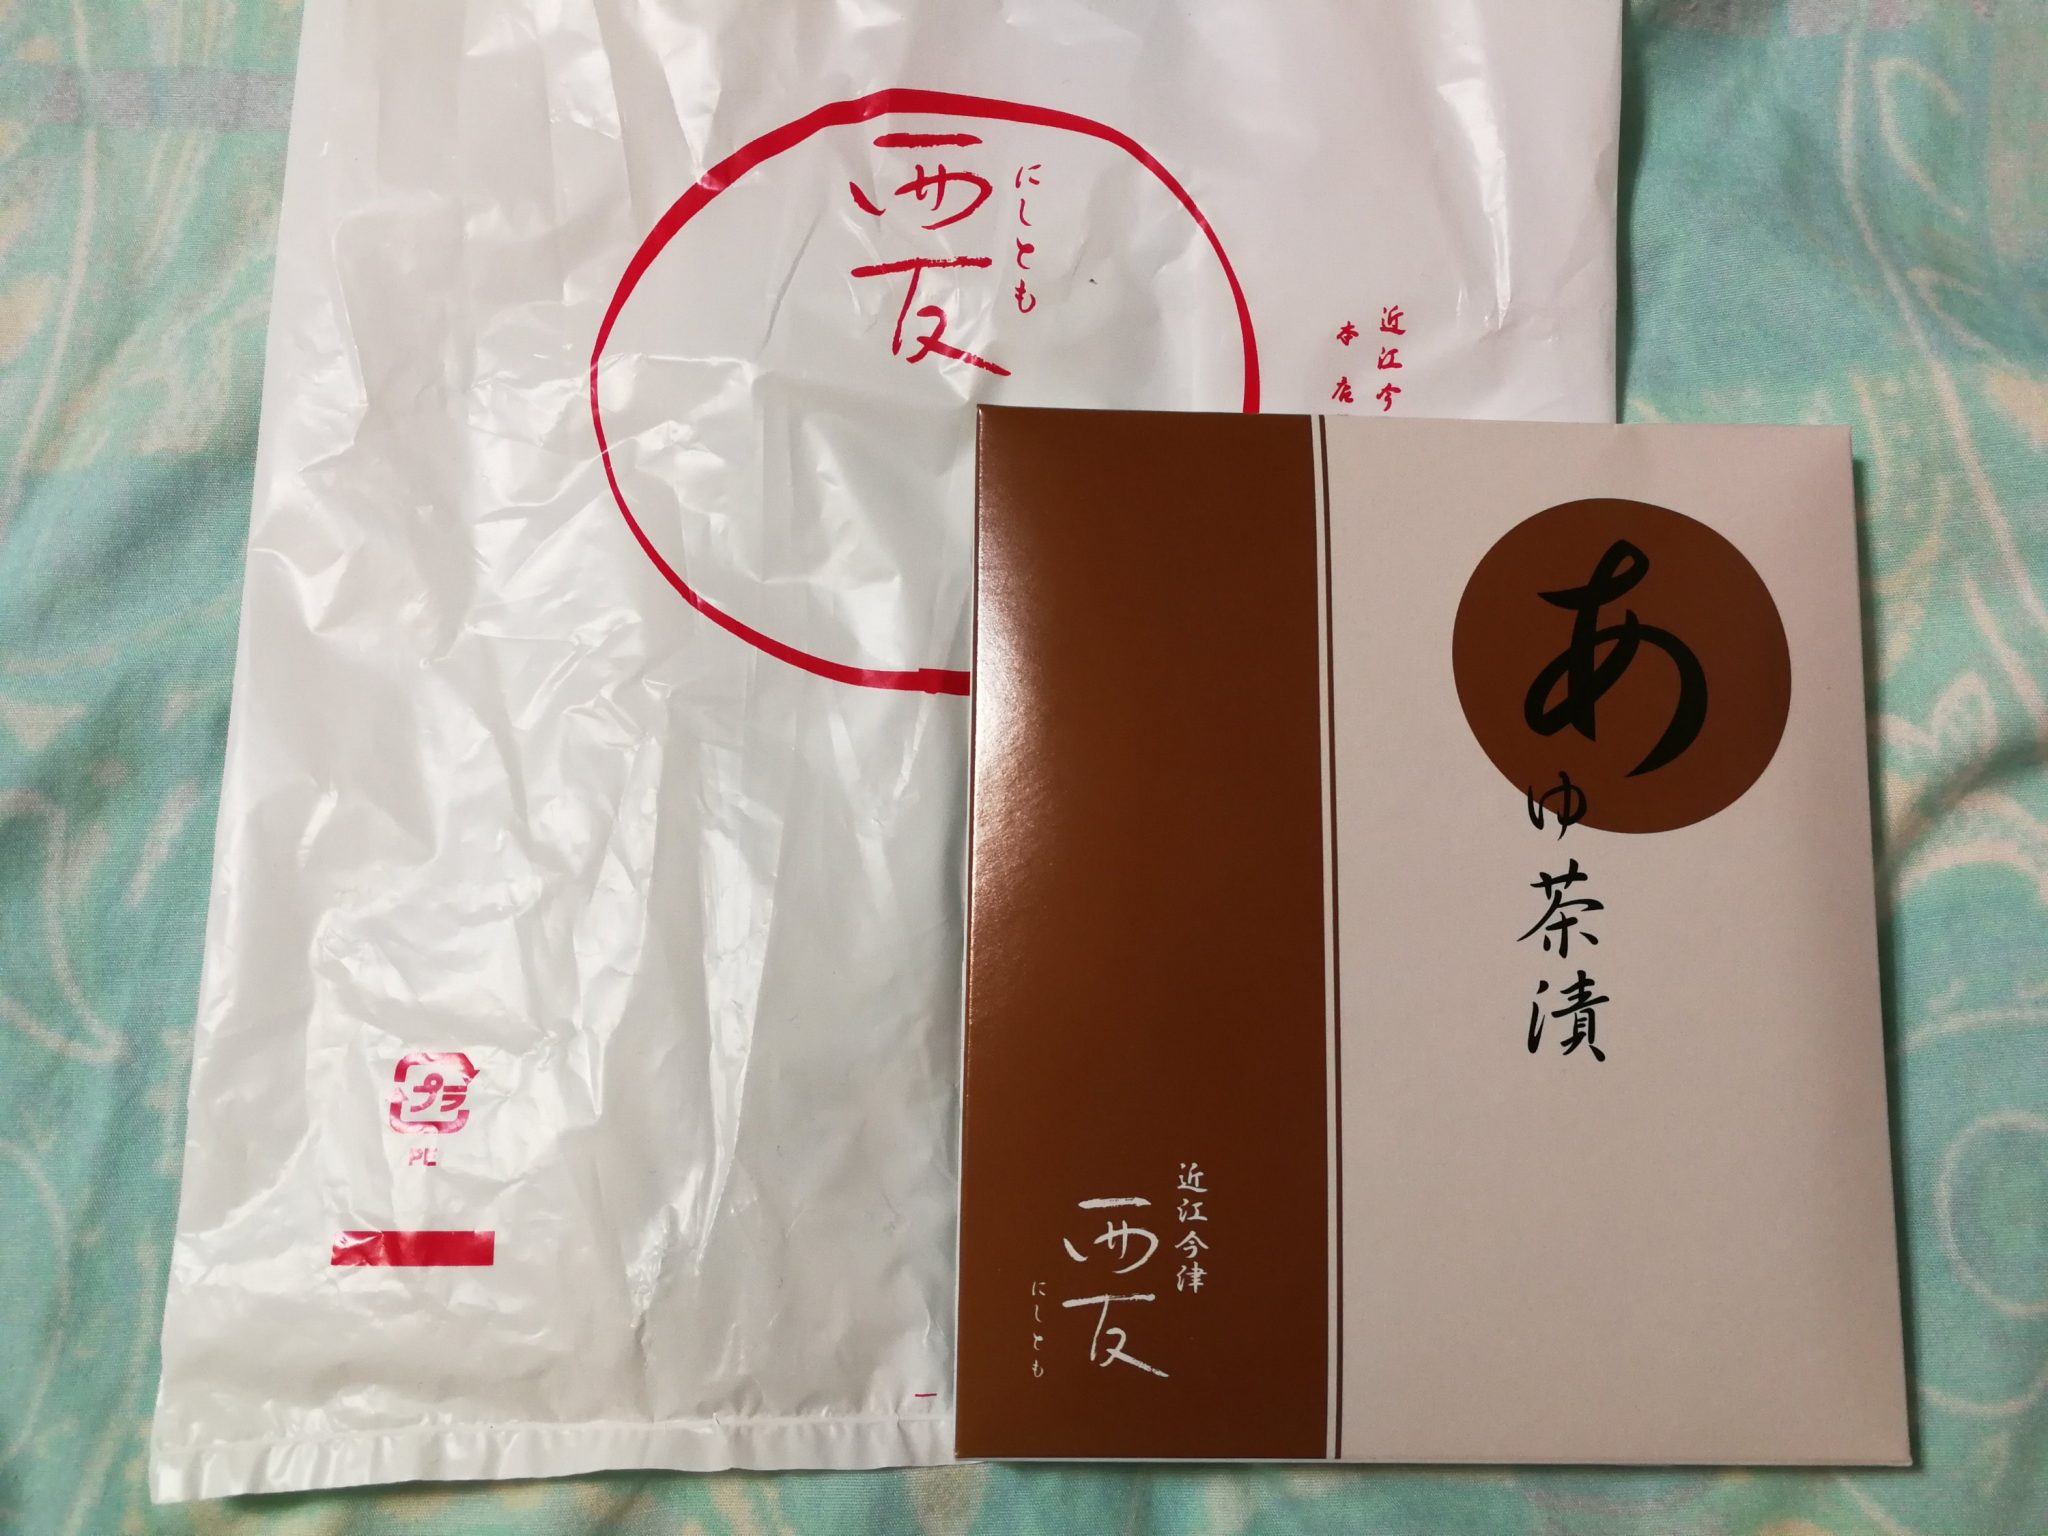 西友
にしとも
近江今
本店
プラ
PE
あゆ茶漬
近江今津
西友
にしとも